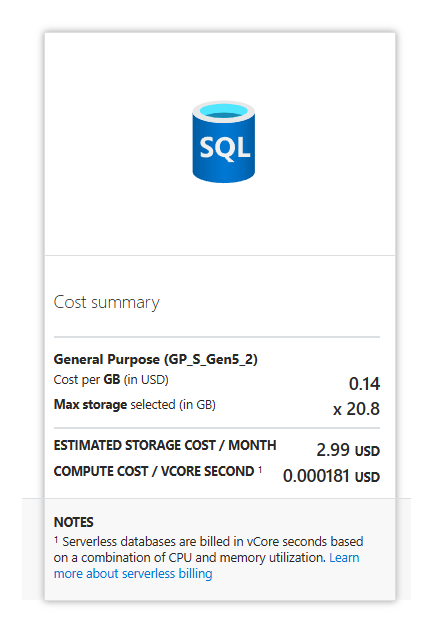 SQL
Cost summary
General Purpose (GP_S_Gen5_2)
Cost per GB (in USD) 0.14
Max storage selected (in GB) x 20.8
ESTIMATED STORAGE COST / MONTH 2.99 USD
COMPUTE COST / VCORE SECOND ¹ 0.000181 USD
NOTES
¹ Serverless databases are billed in vCore seconds based
on a combination of CPU and memory utilization. Learn
more about serverless billing